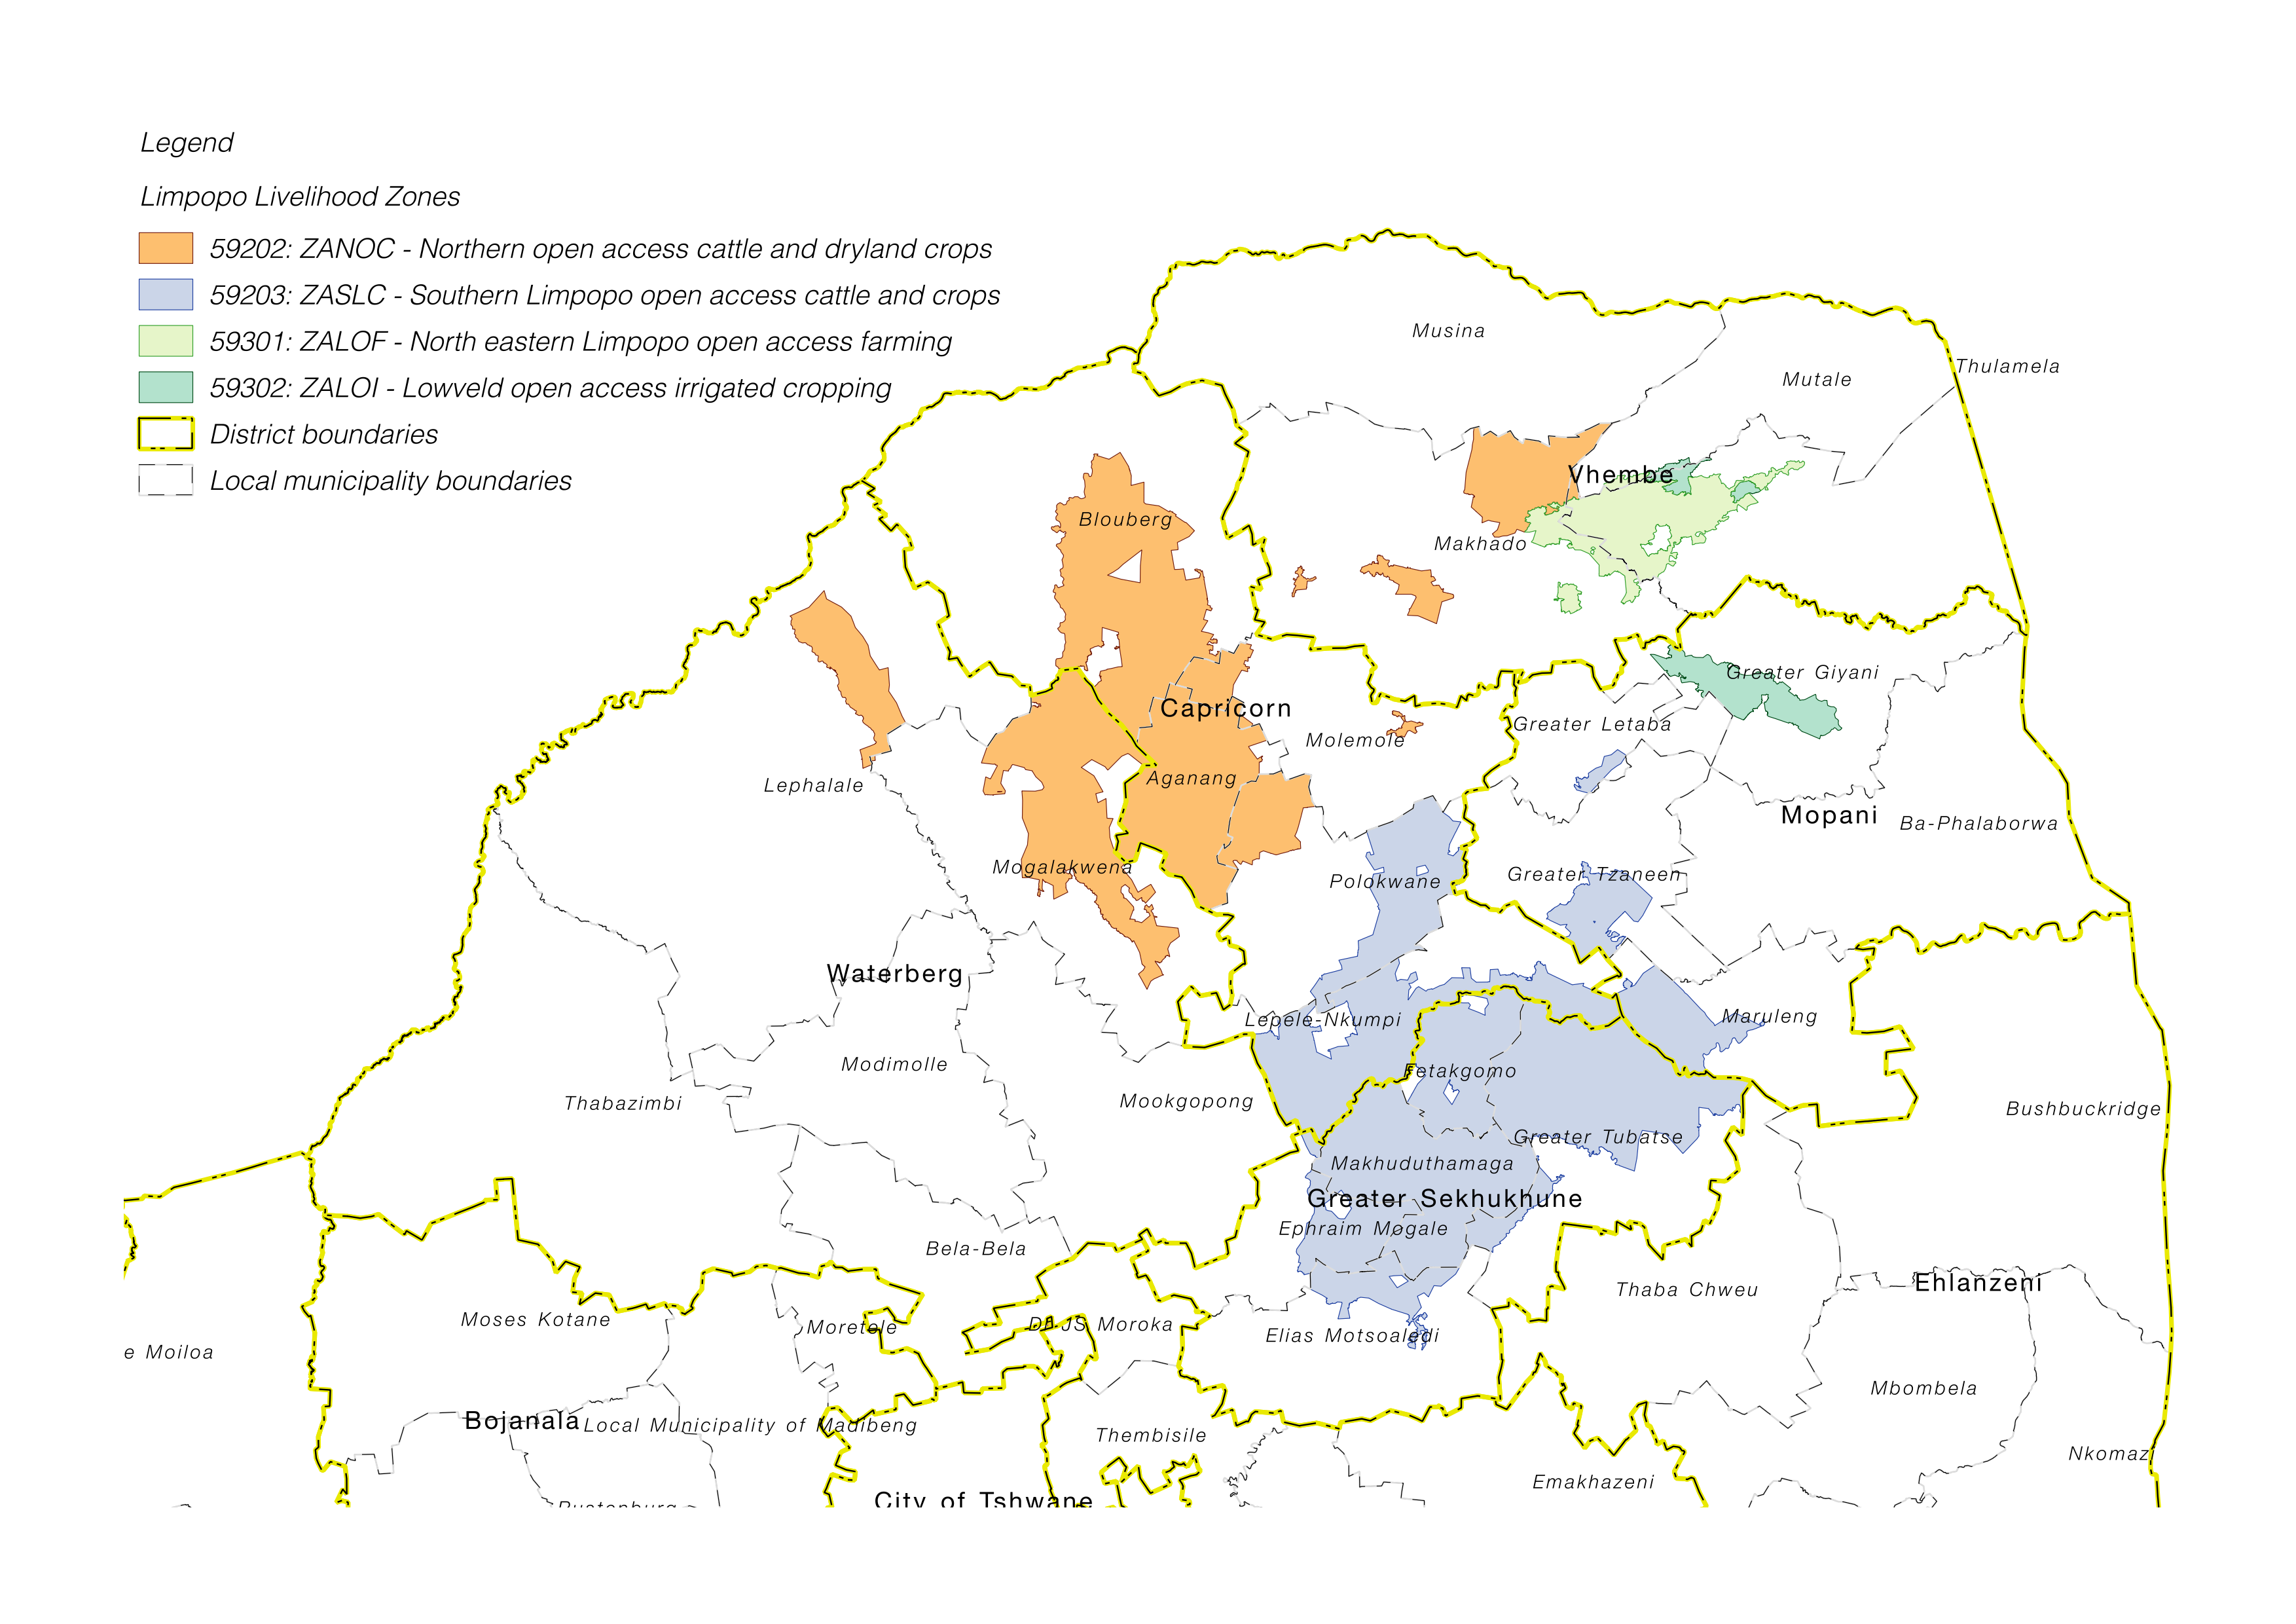 Legend
Limpopo Livelihood Zones
59202: ZANOC - Northern open access cattle and dryland crops
59203: ZASLC - Southern Limpopo open access cattle and crops
59301: ZALOF - North eastern Limpopo open access farming
59302: ZALOI - Lowveld open access irrigated cropping
District boundaries
Local municipality boundaries
Musina
Thulamela
Mutale
Vhembe
Blouberg
Makhado
Greater Giyani
Capricorn
Greater Letaba
Molemole
Aganang
Lephalale
Mopani
Ba-Phalaborwa
Mogalakwena
Greater Tzaneen
Polokwane
Waterberg
Lepele-Nkumpi
Maruleng
Modimolle
Fetakgomo
Mookgopong
Thabazimbi
Bushbuckridge
Greater Tubatse
Makhuduthamaga
Greater Sekhukhune
Ephraim Mogale
Bela-Bela
Ehlanzeni
Thaba Chweu
Moses Kotane
Moretele
Dr JS Moroka
Elias Motsoaledi
e Moiloa
Mbombela
Bojanala
Local Municipality of Madibeng
Thembisile
Nkomazi
Emakhazeni
City of Tshwane
Rustenburg